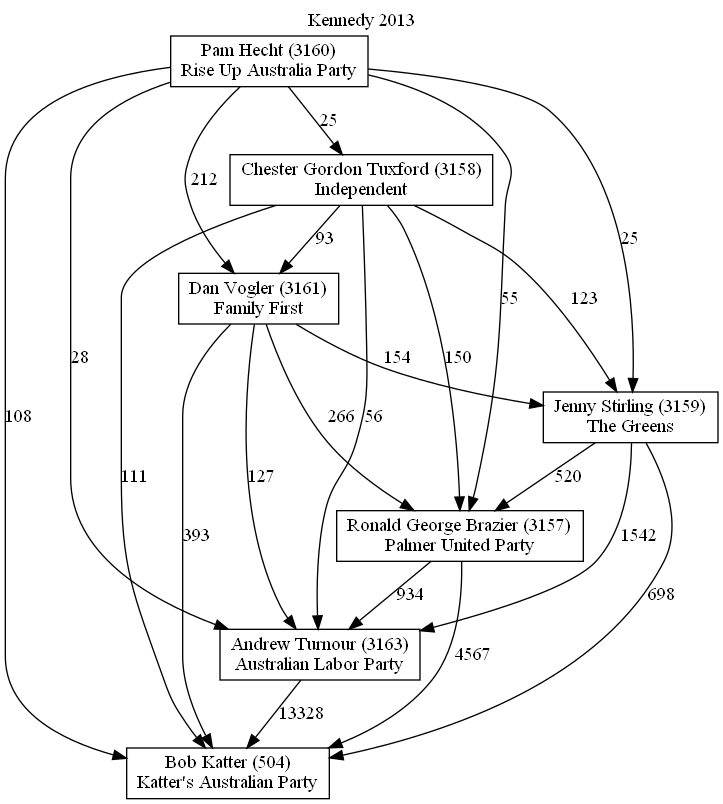 Kennedy 2013
Pam Hecht (3160)
Rise Up Australia Party
25
Chester Gordon Tuxford (3158)
Independent
212
93
25
Dan Vogler (3161)
Family First
55
123
28
154
150
Jenny Stirling (3159)
The Greens
108
266
56
111
127
520
393
Ronald George Brazier (3157)
Palmer United Party
1542
934
698
Andrew Turnour (3163)
Australian Labor Party
4567
13328
Bob Katter (504)
Katter's Australian Party